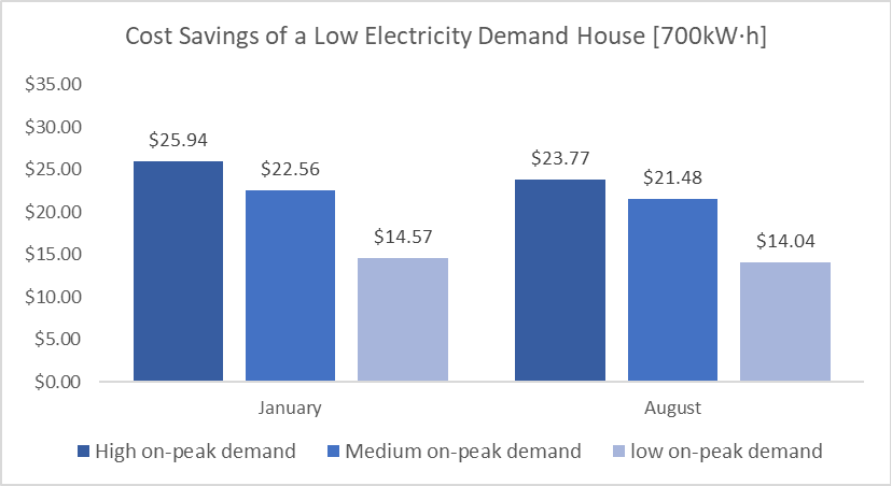 Cost Savings of a Low Electricity Demand House [700kW·h]
$35.00
$30.00
$25.00
$20.00
$15.00
$10.00
$5.00
$0.00
$25.94
$22.56
$14.57
$23.77
$21.48
$14.04
January
August
High on-peak demand
Medium on-peak demand
low on-peak demand